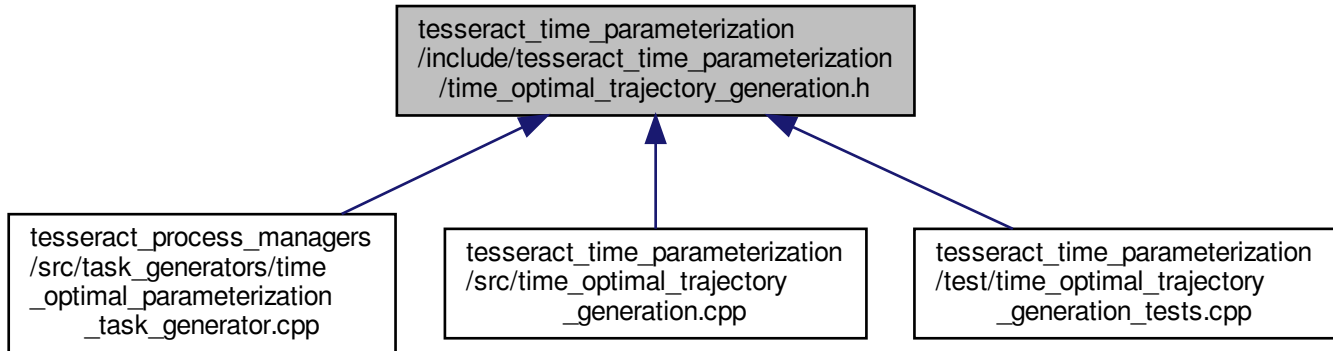 tesseract_time_parameterization
/include/tesseract_time_parameterization
/time_optimal_trajectory_generation.h
tesseract_process_managers
/src/task_generators/time
_optimal_parameterization
_task_generator.cpp
tesseract_time_parameterization
/src/time_optimal_trajectory
_generation.cpp
tesseract_time_parameterization
/test/time_optimal_trajectory
_generation_tests.cpp